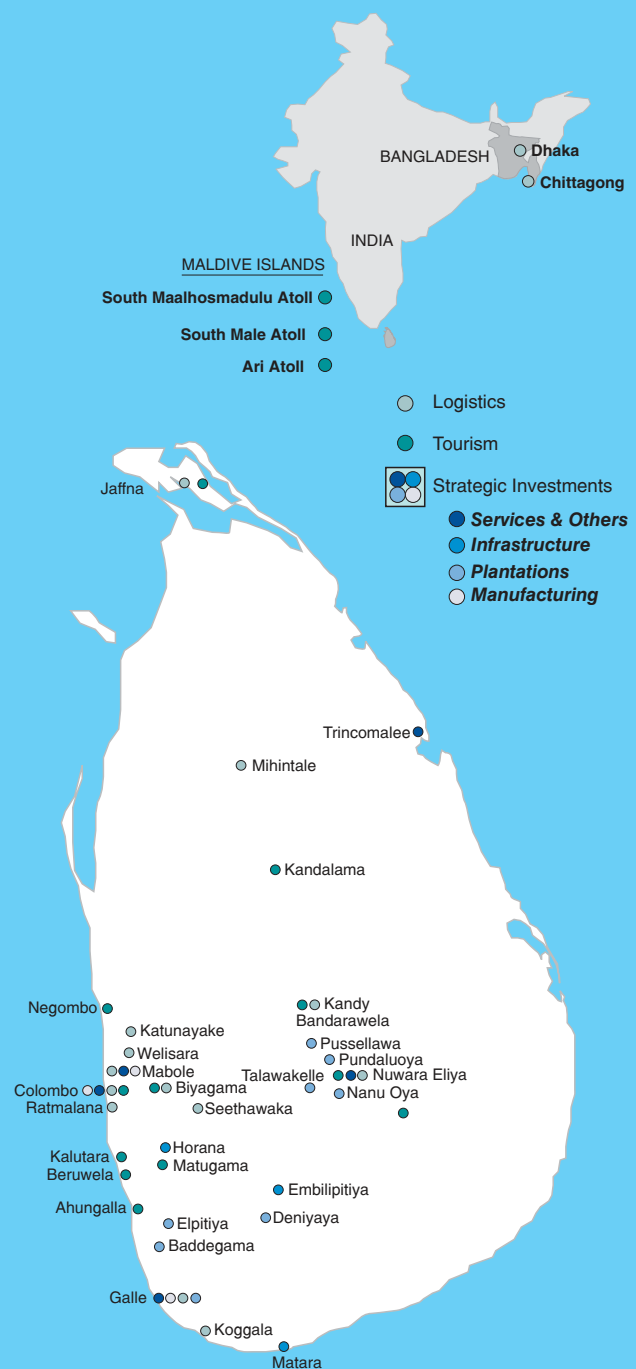 BANGLADESH
Dhaka
Chittagong
INDIA
MALDIVE ISLANDS
South Maalhosmadulu Atoll
South Male Atoll
Ari Atoll
Logistics
Tourism
Strategic Investments
Services & Others
Infrastructure
Plantations
Manufacturing
Jaffna
Trincomalee
Mihintale
Kandalama
Negombo
Kandy
Bandarawela
Katunayake
Pussellawa
Welisara
Pundaluoya
Mabole
Talawakelle
Nuwara Eliya
Colombo
Biyagama
Nanu Oya
Ratmalana
Seethawaka
Horana
Kalutara
Matugama
Beruwela
Embilipitiya
Ahungalla
Elpitiya
Deniyaya
Baddegama
Galle
Koggala
Matara